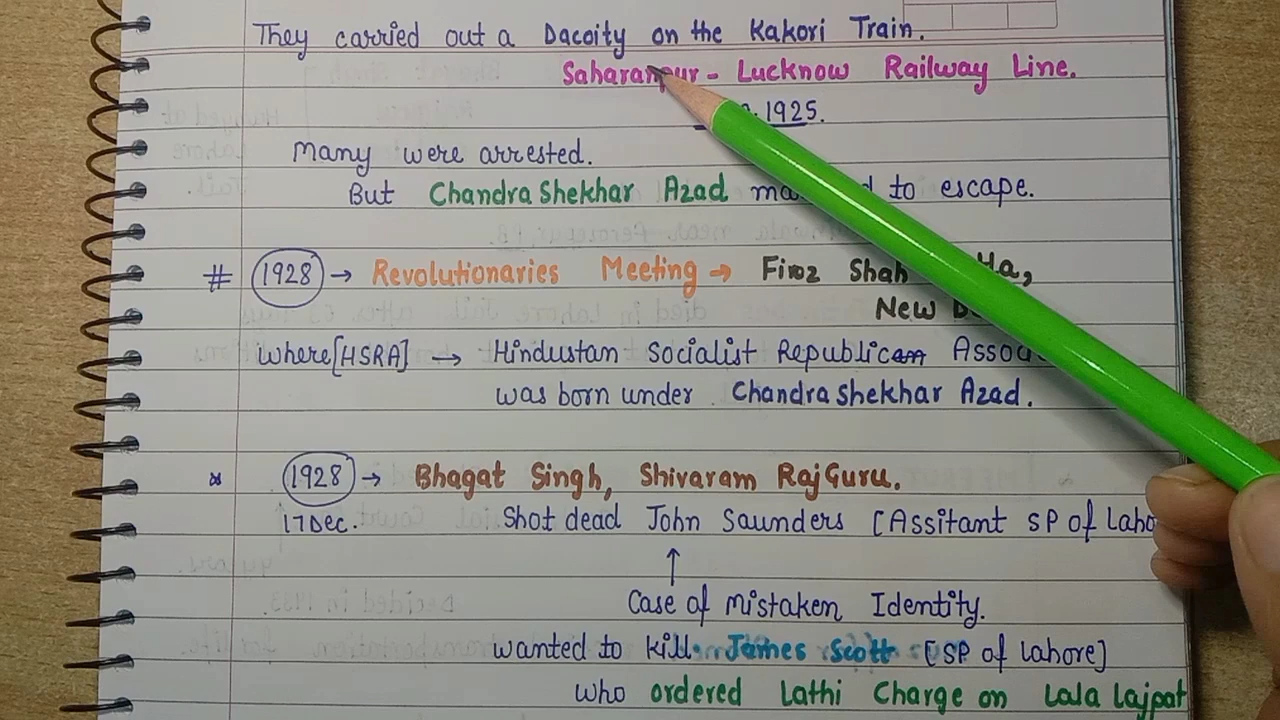 They carried out a Dacoity on the Kakori Train.
Saharanpur - Lucknow Railway Line.
1925.
Many were arrested.
But Chandra Shekhar Azad to escape.
# 1928 → Revolutionaries Meeting → Firoz Shah
New
where [HSRA] → Hindustan Socialist Republican
was born under Chandra Shekhar Azad.
1928 → Bhagat Singh, Shivaram RajGuru.
17 Dec. Shot dead John Saunders [Assitant SP of
↑
Case of Mistaken Identity.
wanted to kill James Scott [SP of Lahore]
who ordered Lathi Charge on Lala Lajpat